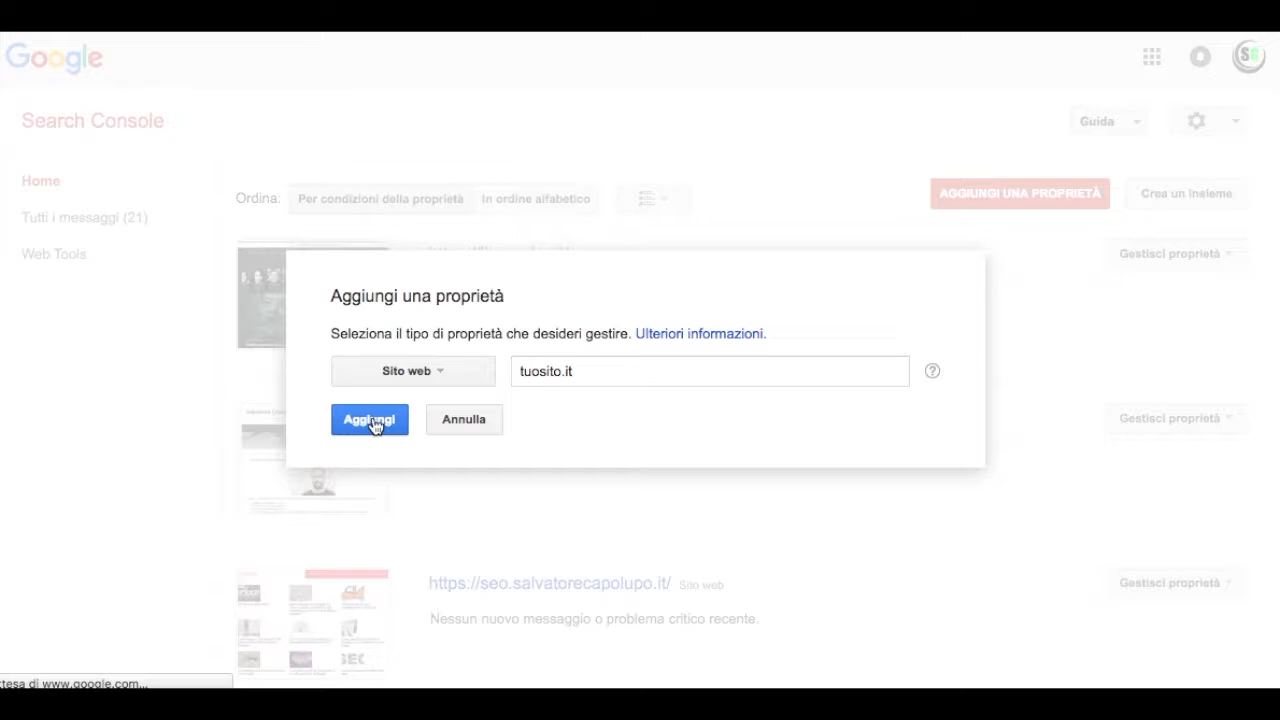 Google
Search Console
Guida
Home
Tutti i messaggi (21)
Web Tools
Ordina: Per condizioni della proprietà In ordine alfabetico
AGGIUNGI UNA PROPRIETÀ Crea un insieme
Gestisci proprietà
Aggiungi una proprietà
Seleziona il tipo di proprietà che desideri gestire. Ulteriori informazioni.
Sito web tuosito.it ?
Aggiungi Annulla
Gestisci proprietà
https://seo.salvatorecapolupo.it/ Sito web
Gestisci proprietà
Nessun nuovo messaggio o problema critico recente.
di www.google.com...